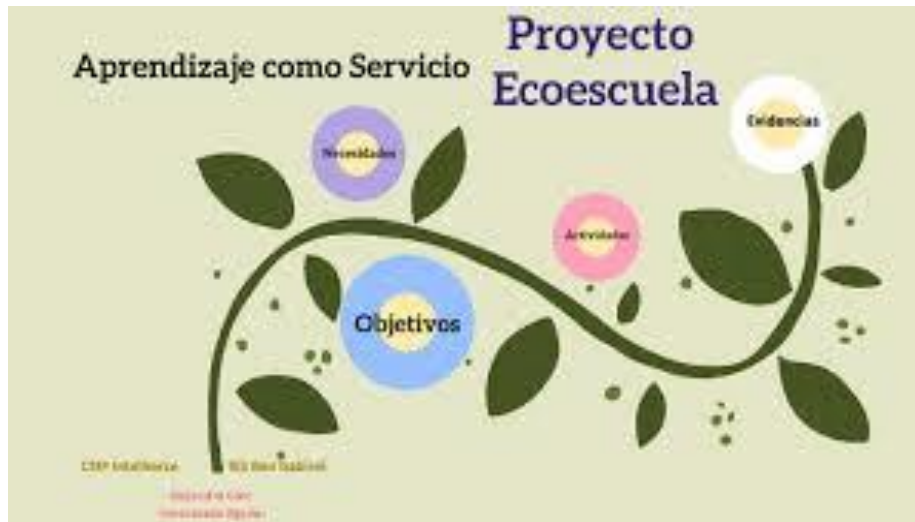 Proyecto
Ecoescuela
Aprendizaje como Servicio
Necesidades
Evidencias
Actividades
Objetivos